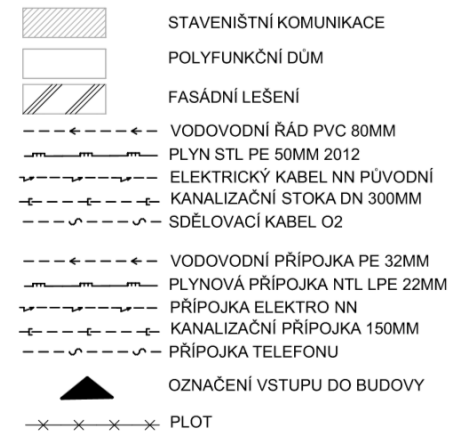 STAVENIŠTNÍ KOMUNIKACE
POLYFUNKČNÍ DŮM
FASÁDNÍ LEŠENÍ
VODOVODNÍ ŘÁD PVC 80MM
PLYN STL PE 50MM 2012
ELEKTRICKÝ KABEL NN PŮVODNÍ
KANALIZAČNÍ STOKA DN 300MM
SDĚLOVACÍ KABEL O2
VODOVODNÍ PŘÍPOJKA PE 32MM
PLYNOVÁ PŘÍPOJKA NTL LPE 22MM
PŘÍPOJKA ELEKTRO NN
KANALIZAČNÍ PŘÍPOJKA 150MM
PŘÍPOJKA TELEFONU
OZNAČENÍ VSTUPU DO BUDOVY
PLOT